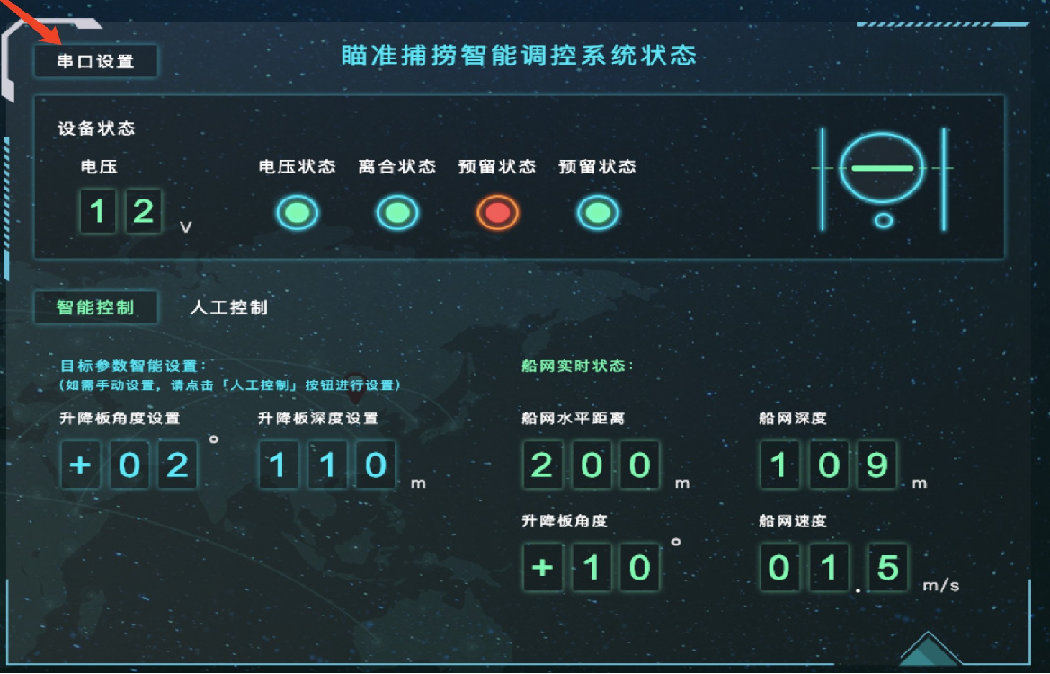 串口设置
瞄准捕捞智能调控系统状态
设备状态
电压
电压状态 离合状态 预留状态 预留状态
1 2 V
智能控制 人工控制
目标参数智能设置:
(如需手动设置,请点击「人工控制」按钮进行设置)
船网实时状态:
升降板角度设置 升降板深度设置
船网水平距离 船网深度
+ 0 2 ° 1 1 0 m
2 0 0 m 1 0 9 m
升降板角度 船网速度
+ 1 0 ° 0 1 . 5 m/s